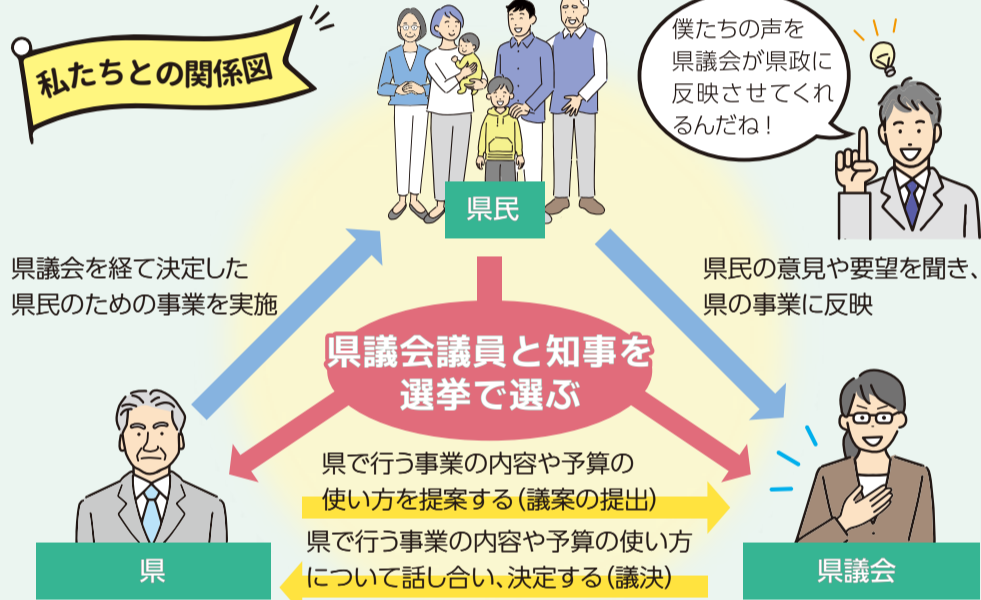 私たちとの関係図
僕たちの声を
県議会が県政に
反映させてくれ
るんだね！
県民
県議会を経て決定した
県民のための事業を実施
県民の意見や要望を聞き、
県の事業に反映
県議会議員と知事を
選挙で選ぶ
県で行う事業の内容や予算の
使い方を提案する（議案の提出）
県で行う事業の内容や予算の使い方
について話し合い、決定する（議決）
県
県議会